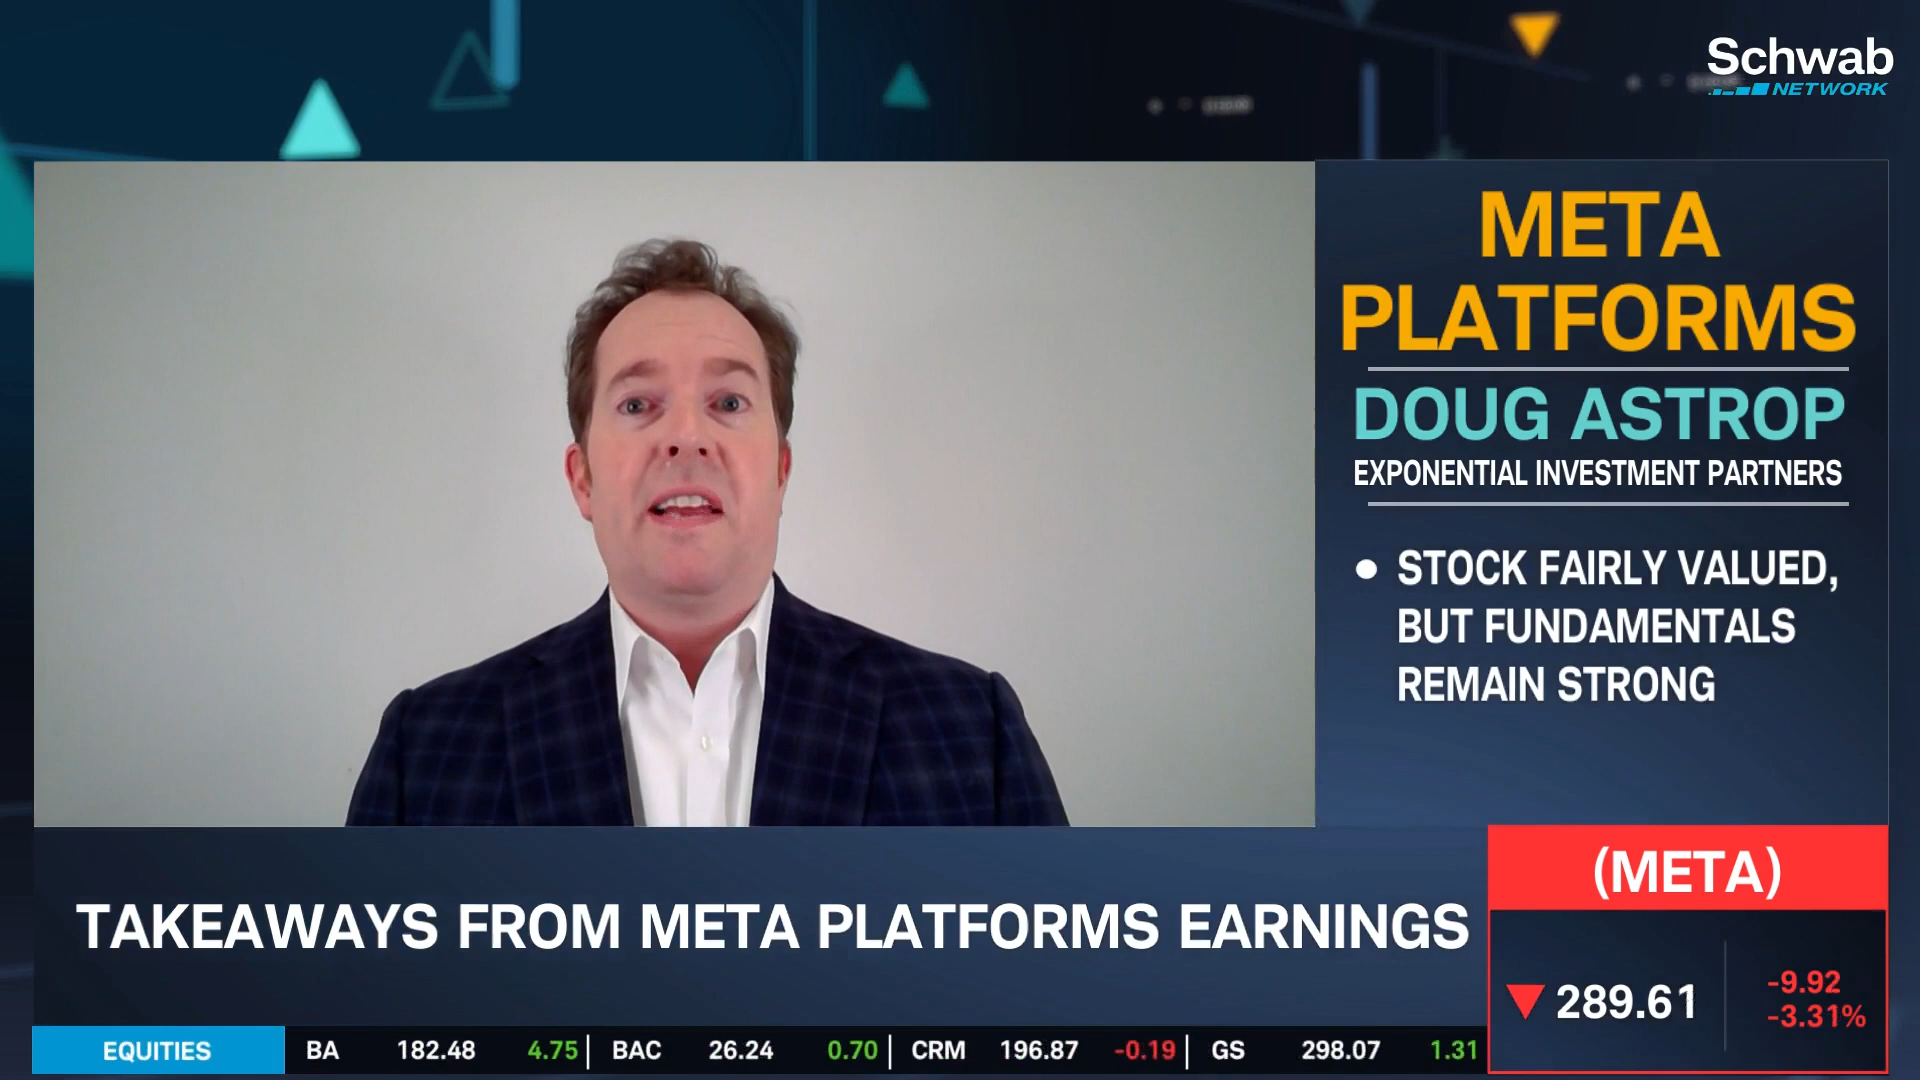 Schwab
NETWORK
META
PLATFORMS
DOUG ASTROP
EXPONENTIAL INVESTMENT PARTNERS
● STOCK FAIRLY VALUED,
BUT FUNDAMENTALS
REMAIN STRONG
TAKEAWAYS FROM META PLATFORMS EARNINGS
(META)
▼ 289.61
-9.92
-3.31%
EQUITIES BA 182.48 4.75 | BAC 26.24 0.70 | CRM 196.87 -0.19 | GS 298.07 1.31